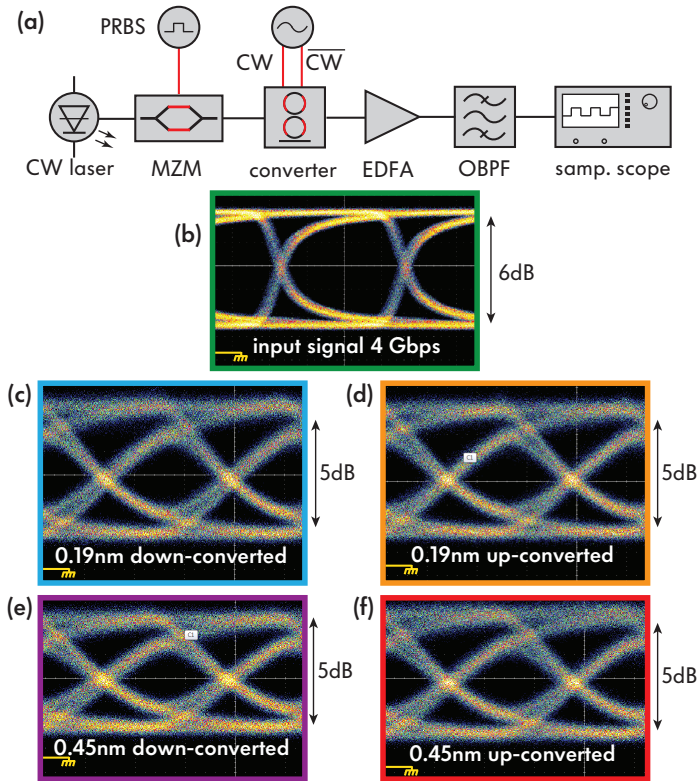 (a)
PRBS
CW
C̅W̅
CW laser
MZM
converter
EDFA
OBPF
samp. scope
(b)
6dB
input signal 4 Gbps
(c)
5dB
0.19nm down-converted
(d)
C1
5dB
0.19nm up-converted
(e)
C1
5dB
0.45nm down-converted
(f)
5dB
0.45nm up-converted